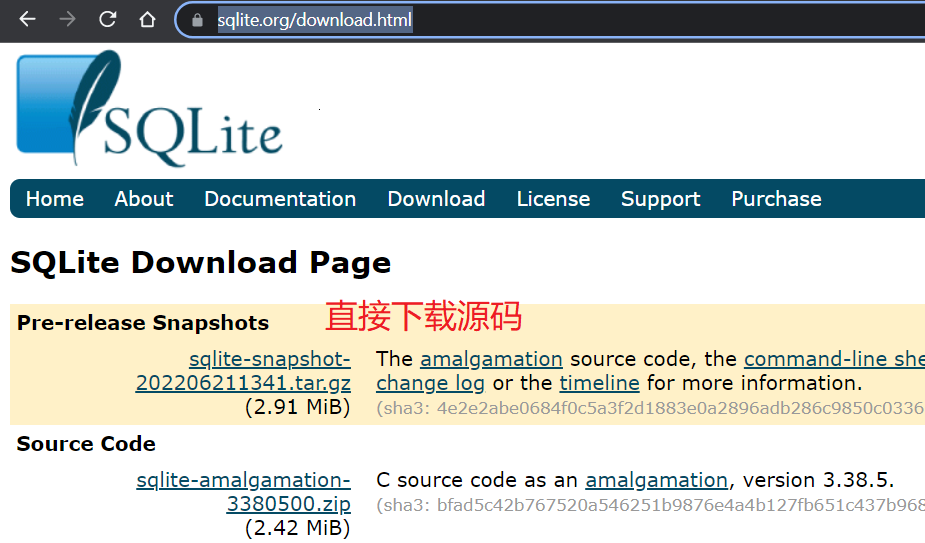 sqlite.org/download.html
SQLite
Home About Documentation Download License Support Purchase
SQLite Download Page
直接下载源码
Pre-release Snapshots
sqlite-snapshot-
202206211341.tar.gz
(2.91 MiB)
The amalgamation source code, the command-line she
change log or the timeline for more information.
(sha3: 4e2e2abe0684f0c5a3f2d1883e0a2896adb286c9850c0336
Source Code
sqlite-amalgamation-
3380500.zip
(2.42 MiB)
C source code as an amalgamation, version 3.38.5.
(sha3: bfad5c42b767520a546251b9876e4a4b127fb651c437b968